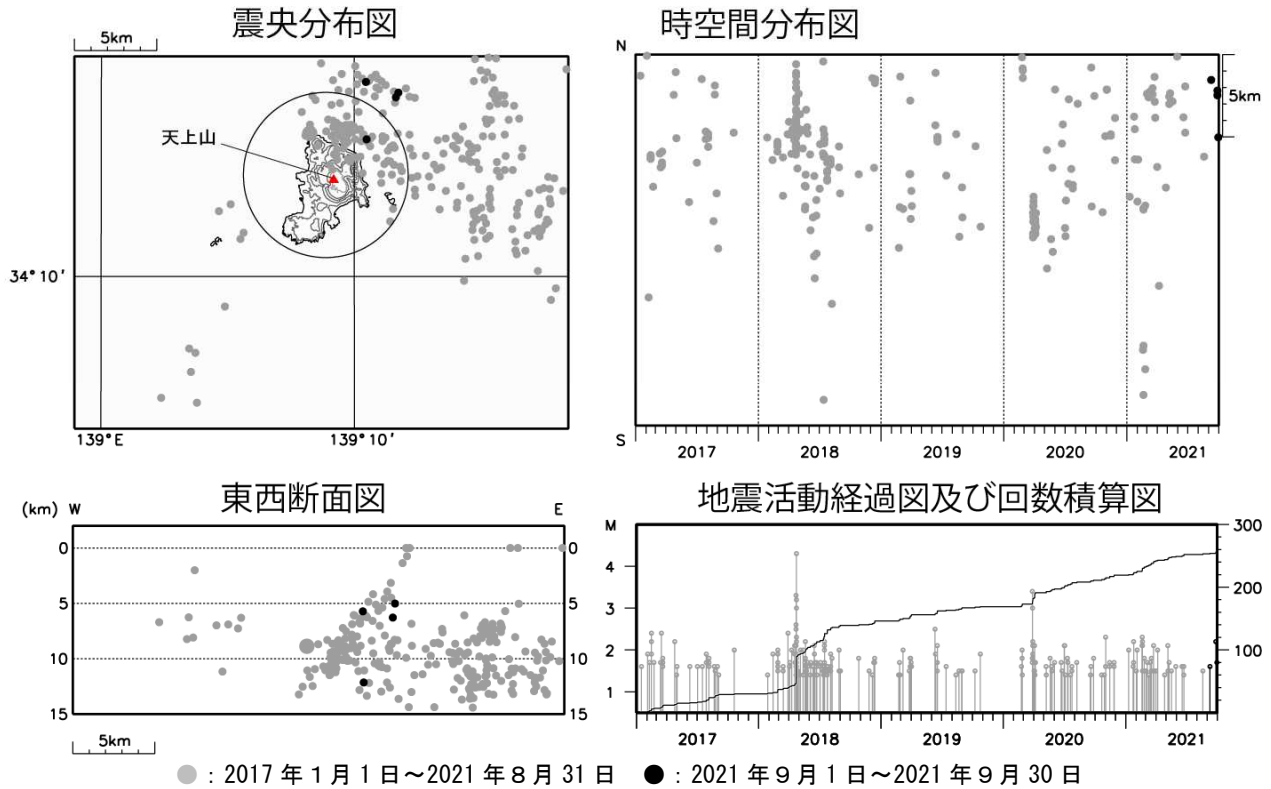 震央分布図
5km
天上山
34°10'
139°E
139°10'
時空間分布図
N
5km
S
2017 2018 2019 2020 2021
東西断面図
(km) W E
0 0
5 5
10 10
15 15
5km
地震活動経過図及び回数積算図
M 300
4
200
3
2 100
1
2017 2018 2019 2020 2021
● : 2017 年 1 月 1 日～2021 年 8 月 31 日 ● : 2021 年 9 月 1 日～2021 年 9 月 30 日